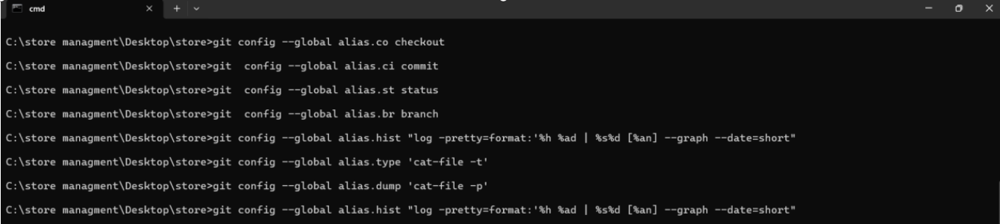 cmd
C:\store managment\Desktop\store>git config --global alias.co checkout
C:\store managment\Desktop\store>git  config --global alias.ci commit
C:\store managment\Desktop\store>git  config --global alias.st status
C:\store managment\Desktop\store>git  config --global alias.br branch
C:\store managment\Desktop\store>git config --global alias.hist "log -pretty=format:'%h %ad | %s%d [%an] --graph --date=short"
C:\store managment\Desktop\store>git config --global alias.type 'cat-file -t'
C:\store managment\Desktop\store>git config --global alias.dump 'cat-file -p'
C:\store managment\Desktop\store>git config --global alias.hist "log -pretty=format:'%h %ad | %s%d [%an] --graph --date=short"